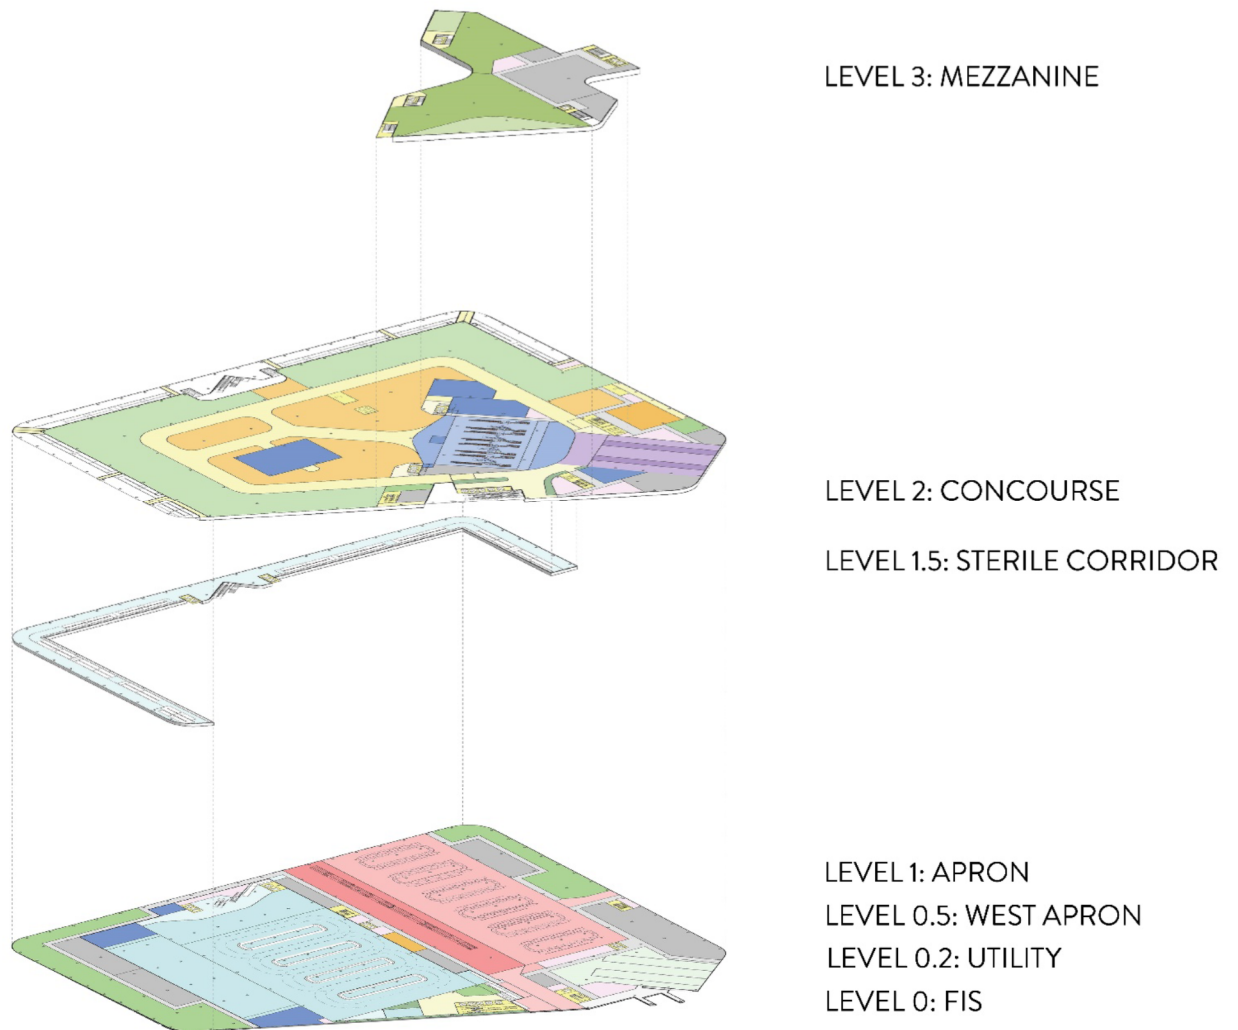 LEVEL 3: MEZZANINE
LEVEL 2: CONCOURSE
LEVEL 1.5: STERILE CORRIDOR
LEVEL 1: APRON
LEVEL 0.5: WEST APRON
LEVEL 0.2: UTILITY
LEVEL 0: FIS